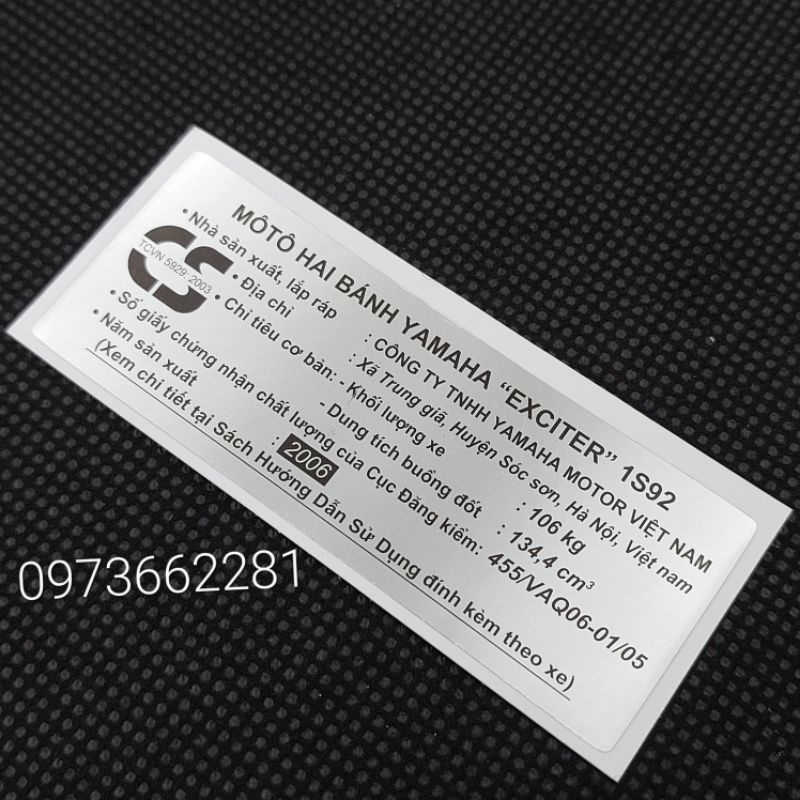 MÔTÔ HAI BÁNH YAMAHA “EXCITER” 1S92
CS
TCVN 5929: 2003
• Nhà sản xuất, lắp ráp : CÔNG TY TNHH YAMAHA MOTOR VIỆT NAM
• Địa chỉ : Xã Trung giã, Huyện Sóc sơn, Hà Nội, Việt nam
• Chỉ tiêu cơ bản: - Khối lượng xe : 106 kg
- Dung tích buồng đốt : 134,4 cm³
• Số giấy chứng nhận chất lượng của Cục Đăng kiểm: 455/VAQ06-01/05
• Năm sản xuất : 2006
(Xem chi tiết tại Sách Hướng Dẫn Sử Dụng đính kèm theo xe)
0973662281